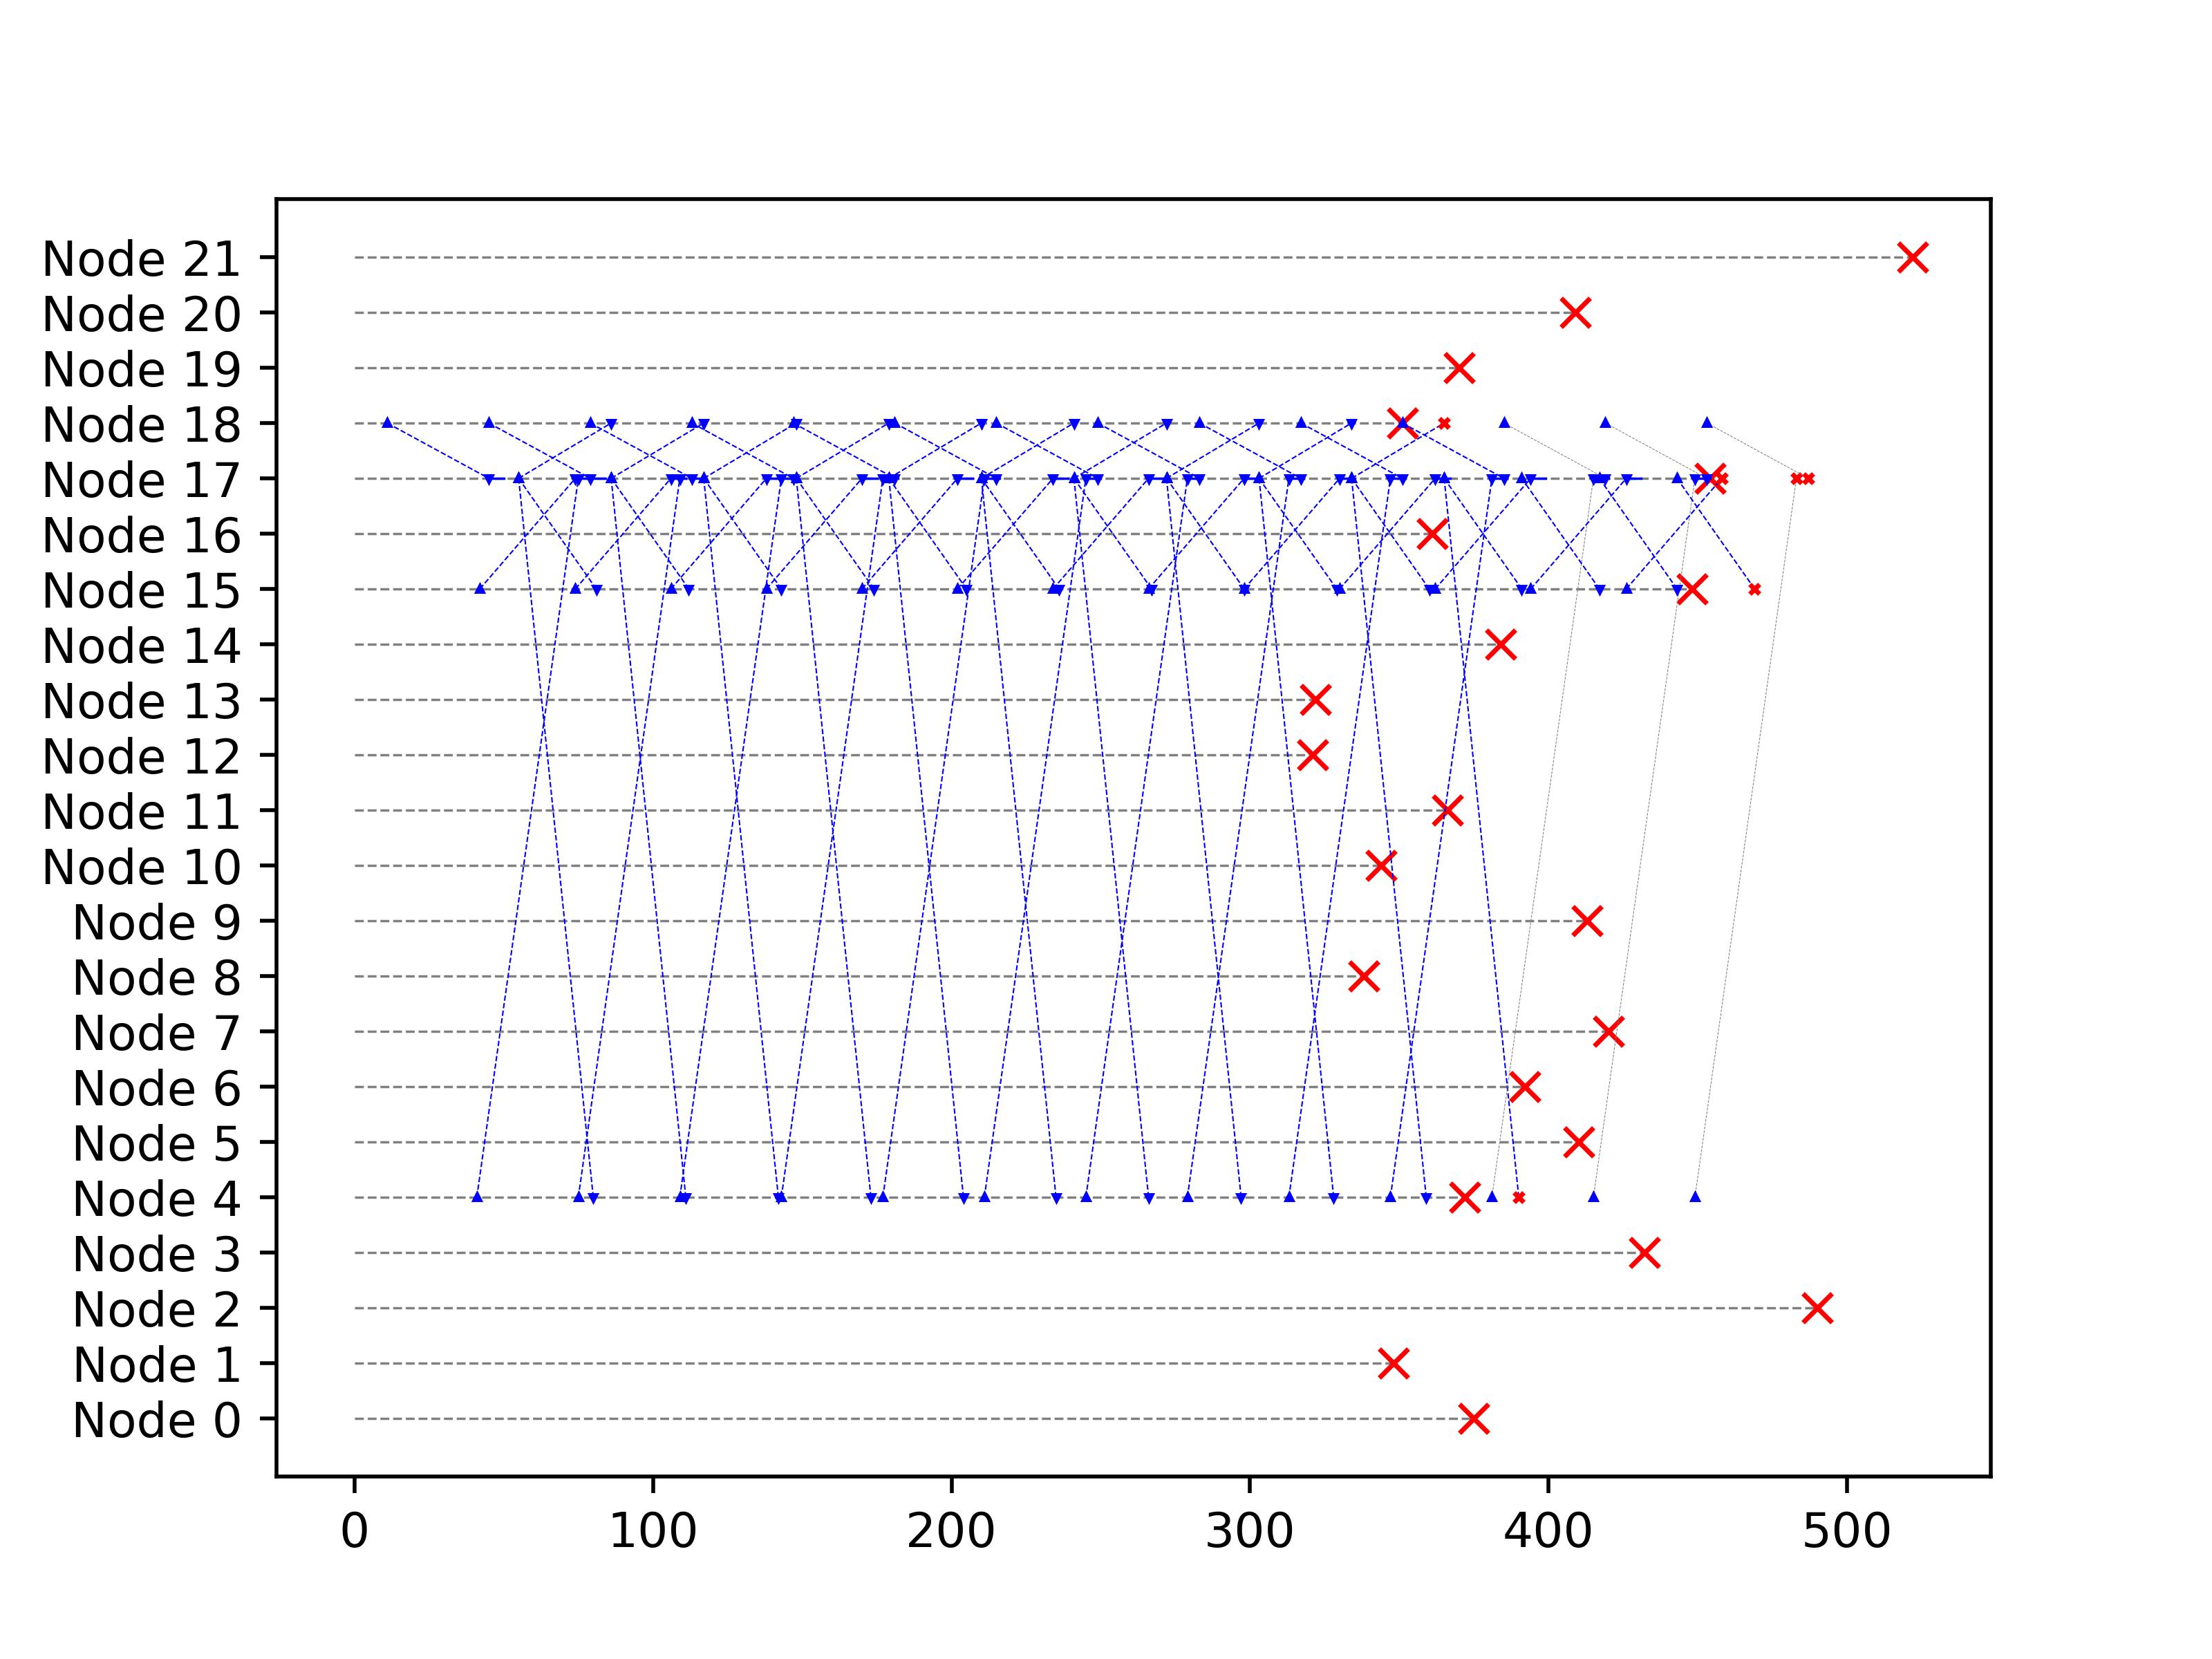 Node 21
Node 20
Node 19
Node 18
Node 17
Node 16
Node 15
Node 14
Node 13
Node 12
Node 11
Node 10
Node 9
Node 8
Node 7
Node 6
Node 5
Node 4
Node 3
Node 2
Node 1
Node 0
0 100 200 300 400 500